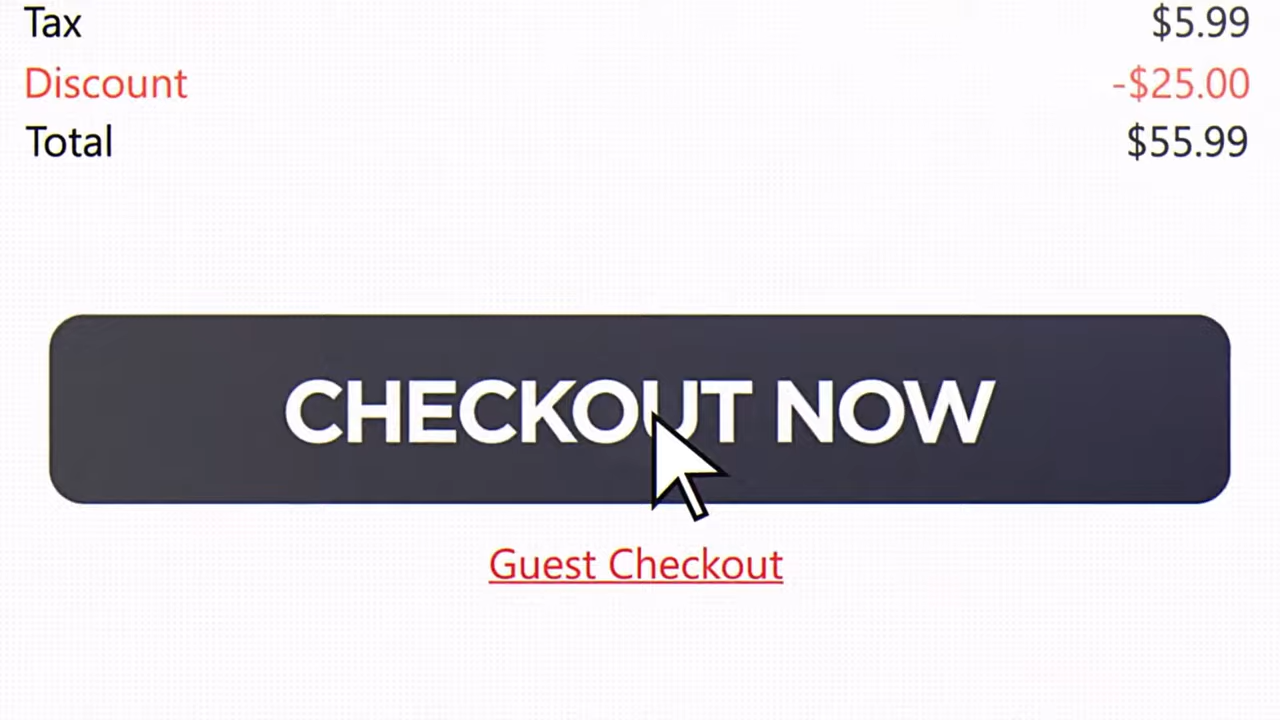 Tax $5.99
Discount -$25.00
Total $55.99
CHECKOUT NOW
Guest Checkout